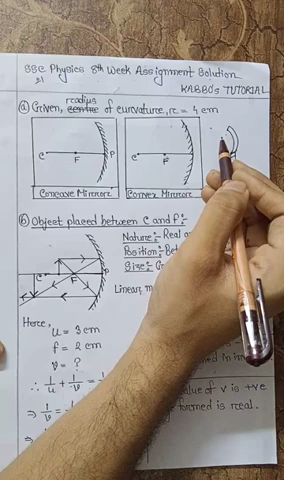 SSC Physics 8th Week Assignment Solution
KABBO'S TUTORIAL
radius
ⓐ Given, centre of curvature, r = 4 cm
C F P
C F
Concave Mirror
Convex Mirror
ⓑ Object placed between C and P:
Nature:- Real
Position:-
Size:-
C F P
Linear
Here,
u = 3 cm
f = 2 cm
v = ?
∴ 1/u + 1/v =
value of v is +ve
⇒ 1/v =
formed is real.
⇒